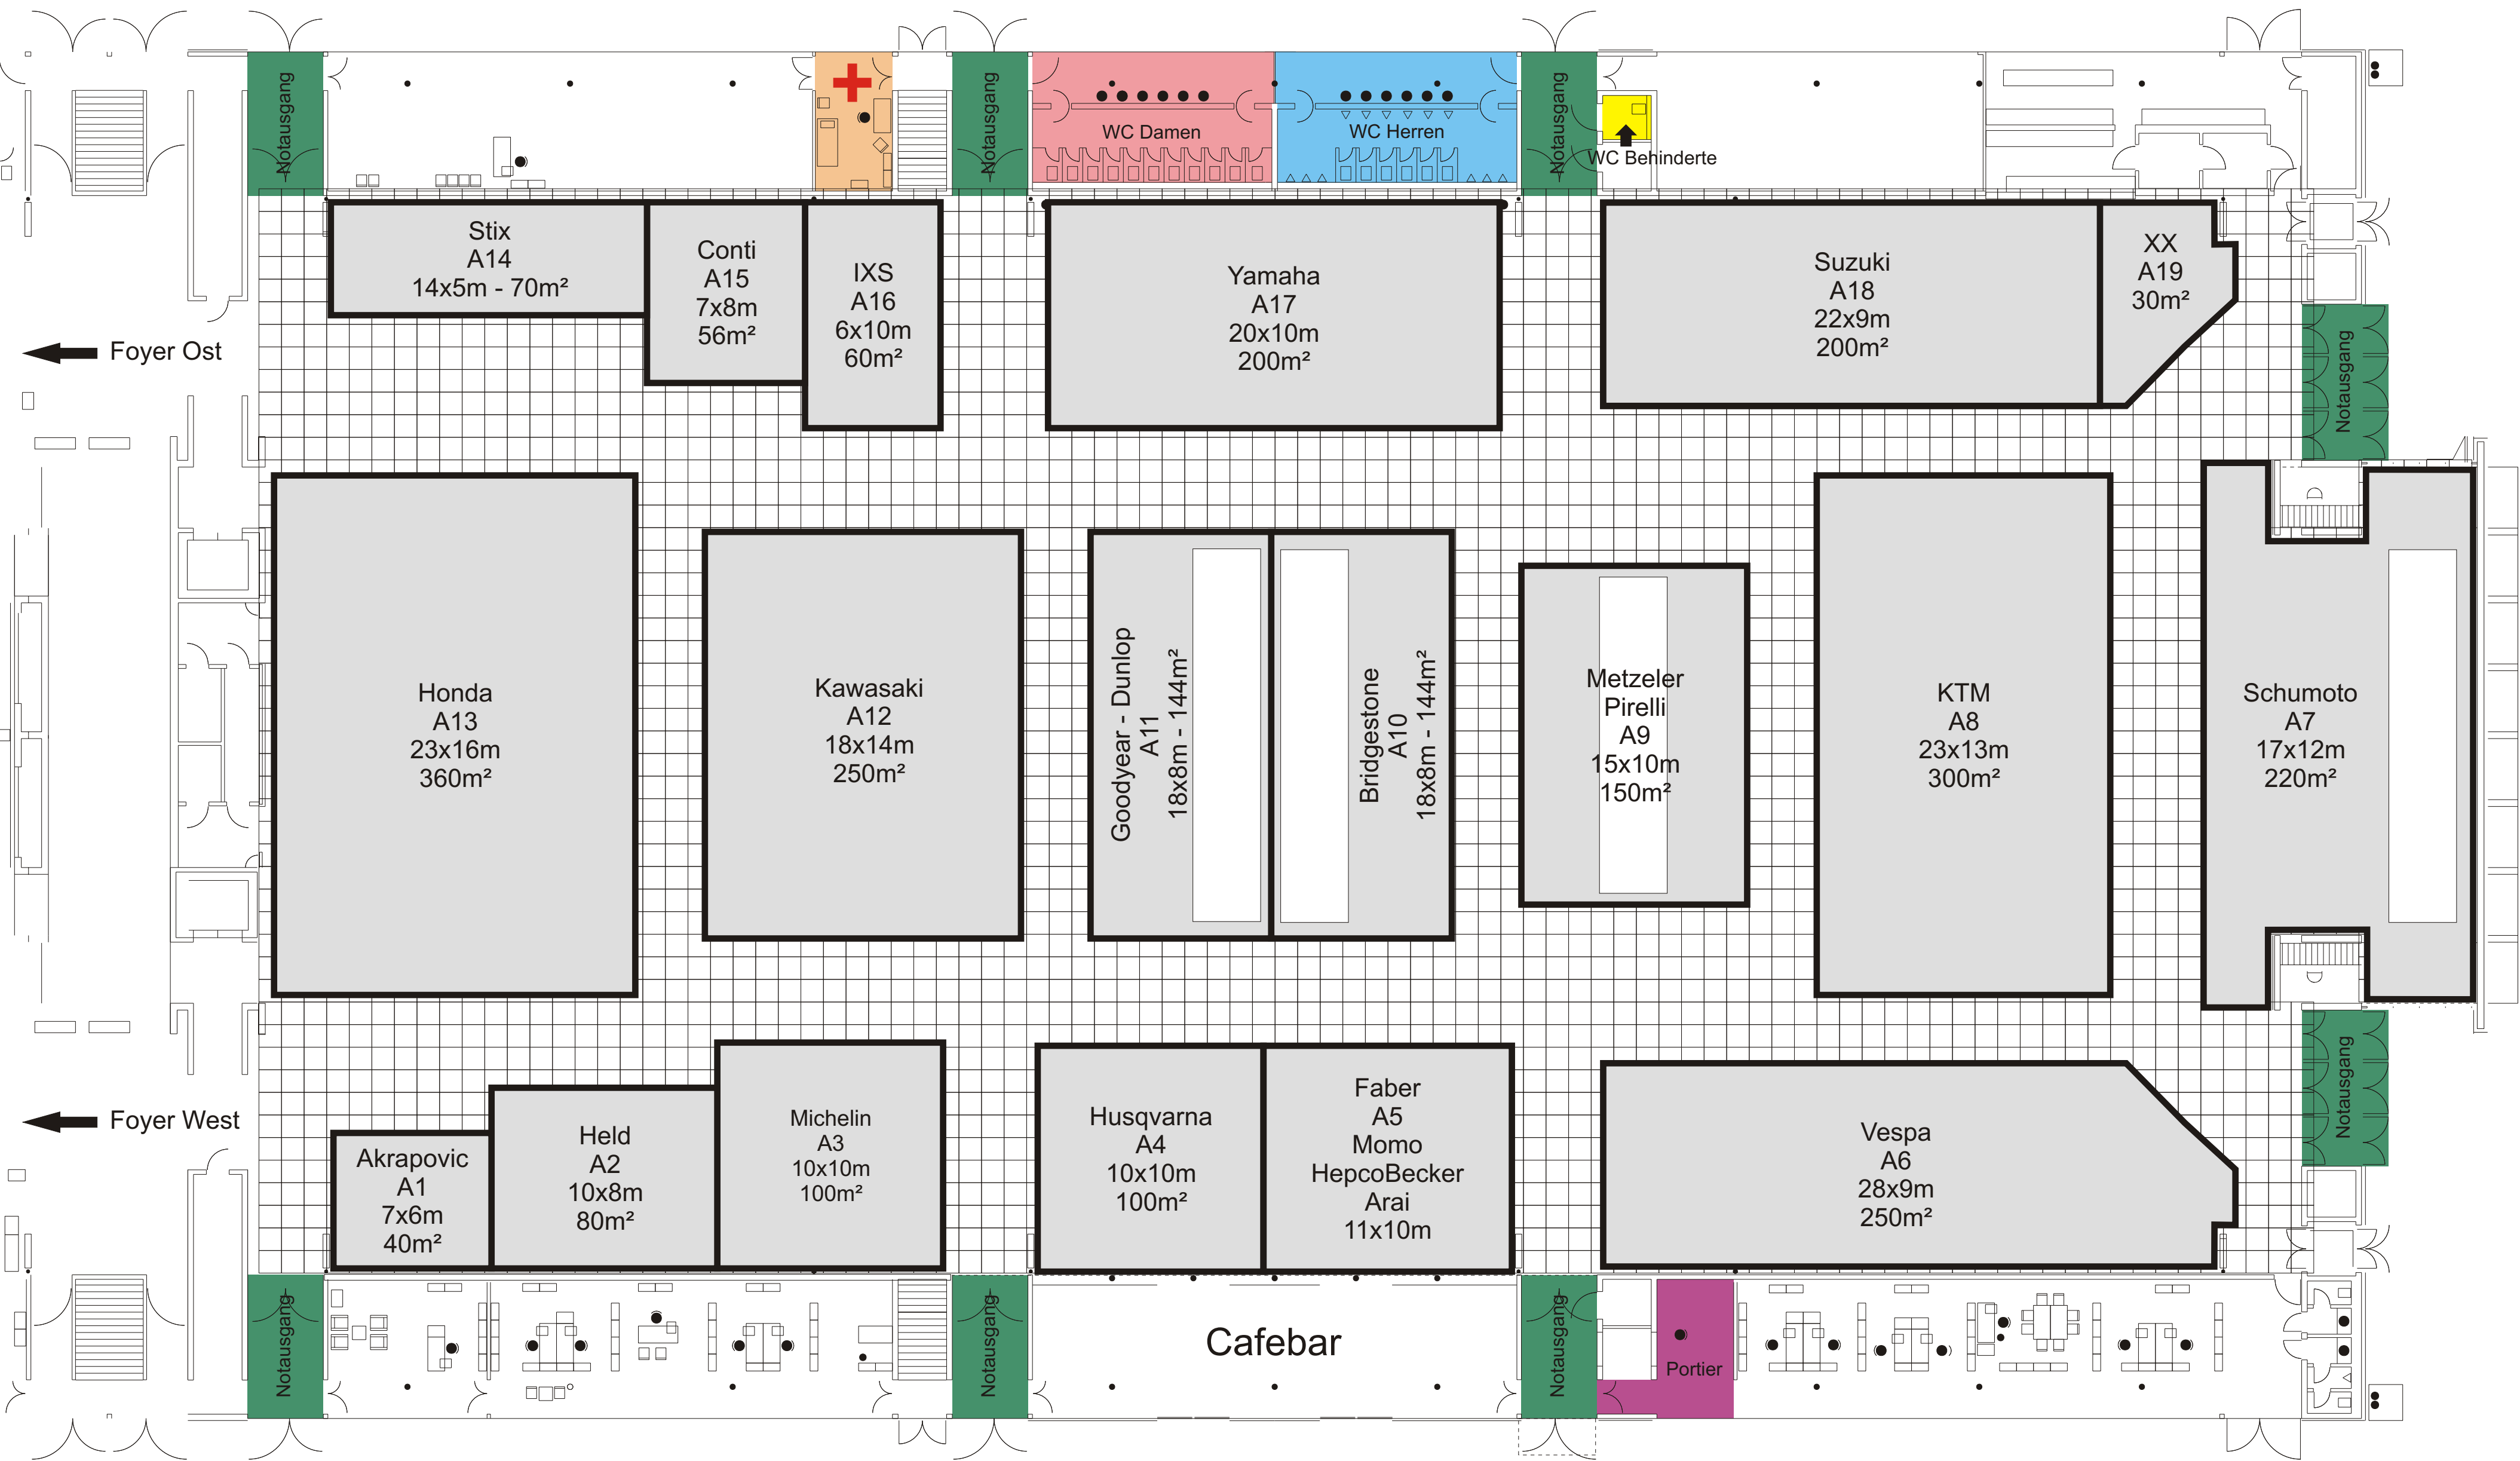 Notausgang
Notausgang
WC Damen
WC Herren
Notausgang
WC Behinderte
Stix
A14
14x5m - 70m²
Conti
A15
7x8m
56m²
IXS
A16
6x10m
60m²
Yamaha
A17
20x10m
200m²
Suzuki
A18
22x9m
200m²
XX
A19
30m²
Foyer Ost
Notausgang
Honda
A13
23x16m
360m²
Kawasaki
A12
18x14m
250m²
Goodyear - Dunlop
A11
18x8m - 144m²
Bridgestone
A10
18x8m - 144m²
Metzeler
Pirelli
A9
15x10m
150m²
KTM
A8
23x13m
300m²
Schumoto
A7
17x12m
220m²
Foyer West
Akrapovic
A1
7x6m
40m²
Held
A2
10x8m
80m²
Michelin
A3
10x10m
100m²
Husqvarna
A4
10x10m
100m²
Faber
A5
Momo
HepcoBecker
Arai
11x10m
Vespa
A6
28x9m
250m²
Notausgang
Notausgang
Notausgang
Cafebar
Notausgang
Portier